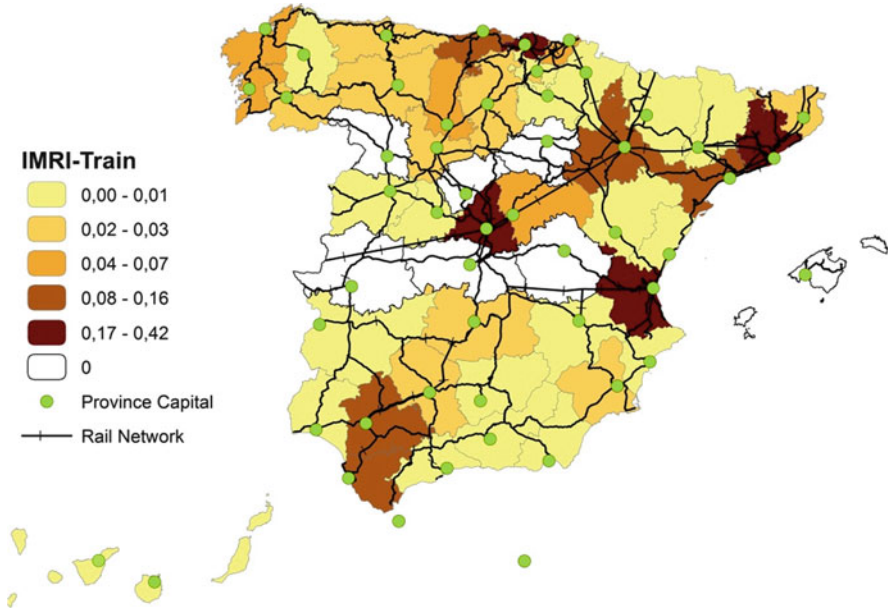 IMRI-Train
0,00 - 0,01
0,02 - 0,03
0,04 - 0,07
0,08 - 0,16
0,17 - 0,42
0
Province Capital
Rail Network